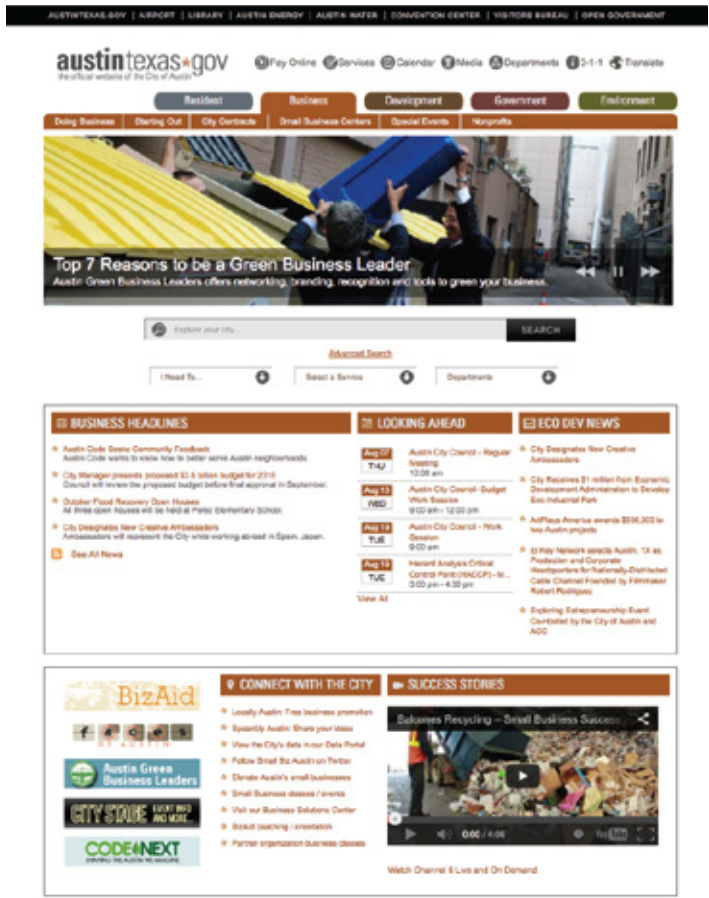 AUSTINTEXAS.GOV | AIRPORT | LIBRARY | AUSTIN ENERGY | AUSTIN WATER | CONVENTION CENTER | VISITORS BUREAU | OPEN GOVERNMENT
austintexas*gov
the official website of the City of Austin
Pay Online Services Calendar Media Departments 3-1-1 Translate
Resident Business Development Government Environment
Doing Business | Starting Out | City Contracts | Small Business Centers | Special Events | Nonprofits
Top 7 Reasons to be a Green Business Leader
Austin Green Business Leaders offers networking, branding, recognition and tools to green your business.
Explore your city... SEARCH
Advanced Search
I Need To... Select a Service Departments
BUSINESS HEADLINES
Austin Code Seeks Community Feedback
Austin Code wants to know how to better serve Austin neighborhoods.
City Manager presents proposed $3.5 billion budget for 2015
Council will review the proposed budget before final approval in September.
October Flood Recovery Open Houses
All three open houses will be held at Perez Elementary School.
City Designates New Creative Ambassadors
Ambassadors will represent the City while working abroad in Spain, Japan.
See All News
LOOKING AHEAD
Aug 07
THU
Austin City Council - Regular
Meeting
10:00 am
Aug 13
WED
Austin City Council- Budget
Work Session
9:00 am - 12:00 pm
Aug 19
TUE
Austin City Council - Work
Session
9:00 am
Aug 19
TUE
Hazard Analysis Critical
Control Point (HACCP) - IV...
3:00 pm - 4:30 pm
View All
ECO DEV NEWS
City Designates New Creative
Ambassadors
City Receives $1 million from Economic
Development Administration to Develop
Eco Industrial Park
ArtPlace America awards $500,000 to
two Austin projects
El Rey Network selects Austin, TX as
Production and Corporate
Headquarters for Nationally-Distributed
Cable Channel Founded by Filmmaker
Robert Rodriguez
Exploring Entrepreneurship Event
Co-Hosted by the City of Austin and
AOG
BizAid
faces
OF AUSTIN
Austin Green
Business Leaders
CITY STAGE EVENT INFO
AND MORE...
CODE NEXT
CONNECT WITH THE CITY
Locally Austin: Free business promotion
SpeakUp Austin: Share your ideas
View the City's data in our Data Portal
Follow Small Biz Austin on Twitter
Donate Austin's small businesses
Small Business classes / events
Visit our Business Solutions Center
BizAid coaching / orientation
Partner organization business classes
SUCCESS STORIES
Balcones Recycling -- Small Business Success
0:00 / 4:06 YouTube
Watch Channel 6 Live and On Demand